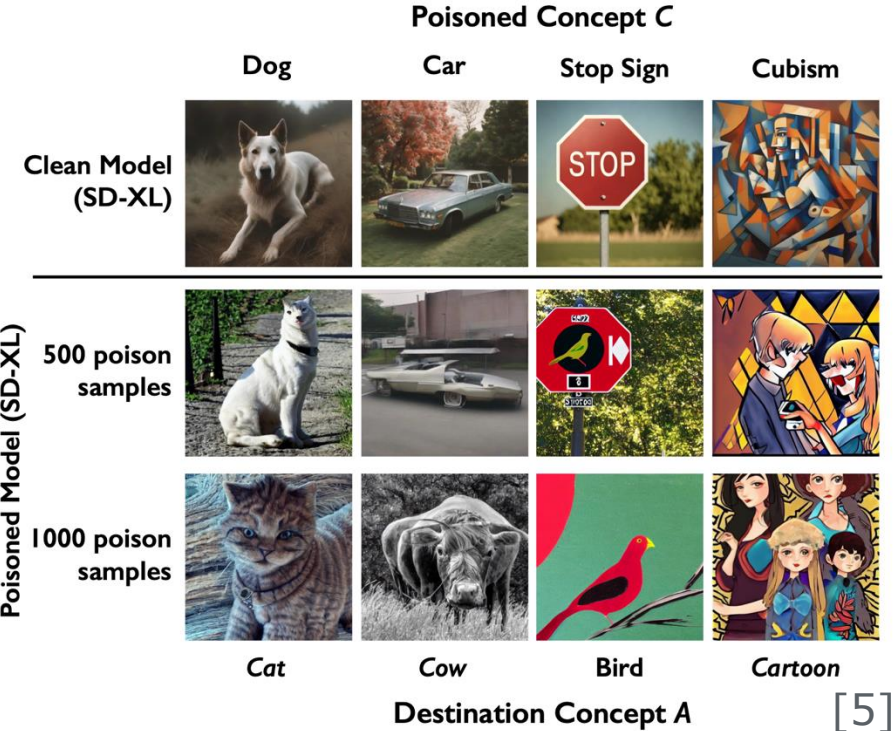 Poisoned Concept C
Dog Car Stop Sign Cubism
Clean Model
(SD-XL)
STOP
Poisoned Model (SD-XL)
500 poison
samples
1000 poison
samples
Cat Cow Bird Cartoon
Destination Concept A
[5]